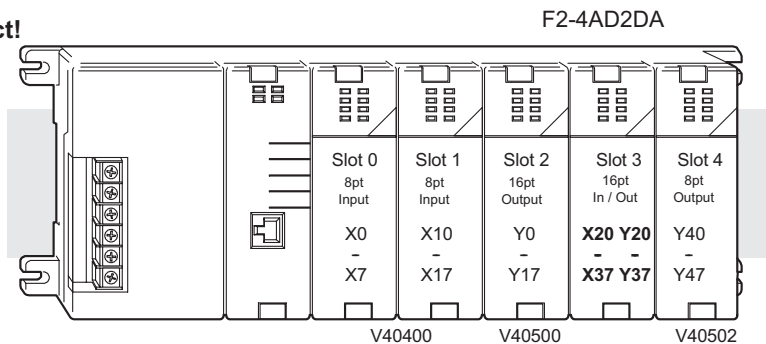 F2-4AD2DA
ct!
Slot 0 Slot 1 Slot 2 Slot 3 Slot 4
8pt 8pt 16pt 16pt 8pt
Input Input Output In / Out Output
X0 X10 Y0 X20 Y20 Y40
- - - - - -
X7 X17 Y17 X37 Y37 Y47
V40400 V40500 V40502